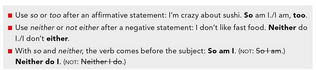 Use so or too after an affirmative statement: I'm crazy about sushi. So am I./I am, too.
Use neither or not either after a negative statement: I don't like fast food. Neither do
I./I don't either.
With so and neither, the verb comes before the subject: So am I. (NOT: So I am.)
Neither do I. (NOT: Neither I do.)